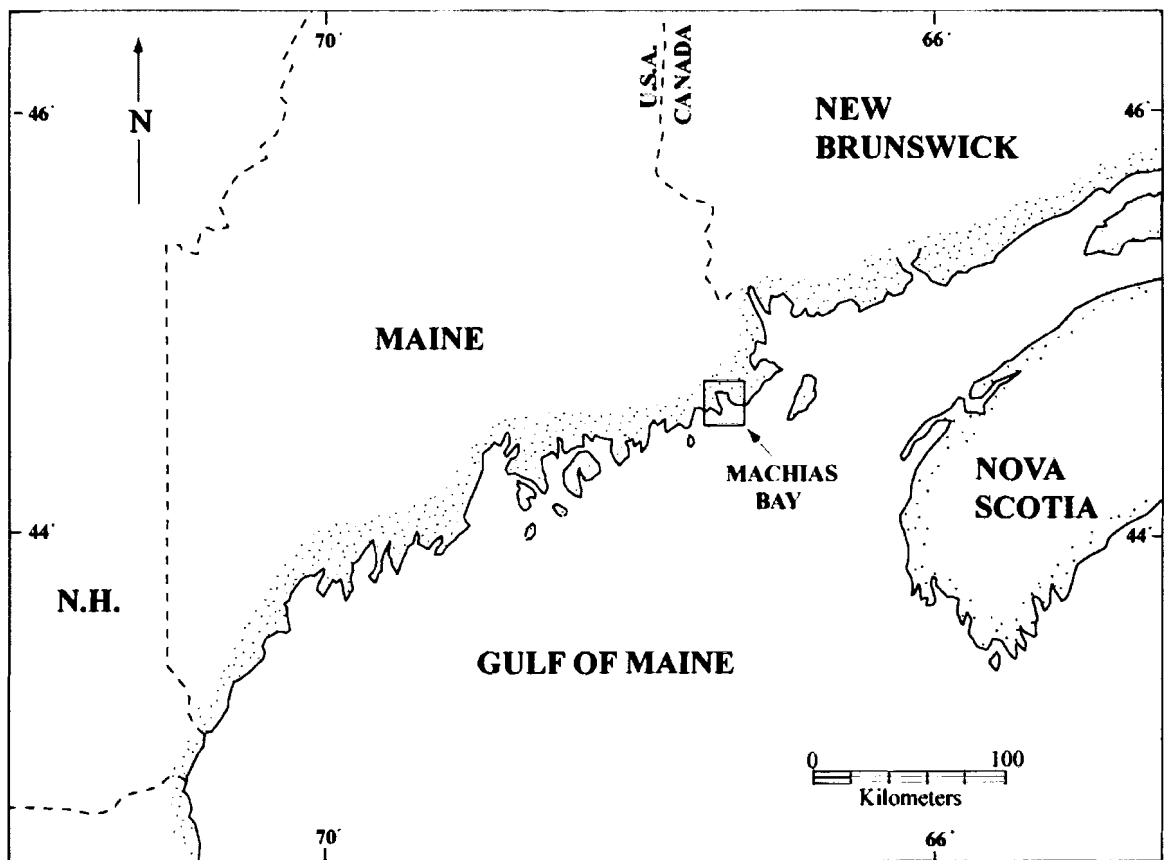 70´
66´
U.S.A.
CANADA
46´
N
NEW
BRUNSWICK
46´
MAINE
MACHIAS
BAY
NOVA
SCOTIA
44´
44´
N.H.
GULF OF MAINE
0 100
Kilometers
70´
66´